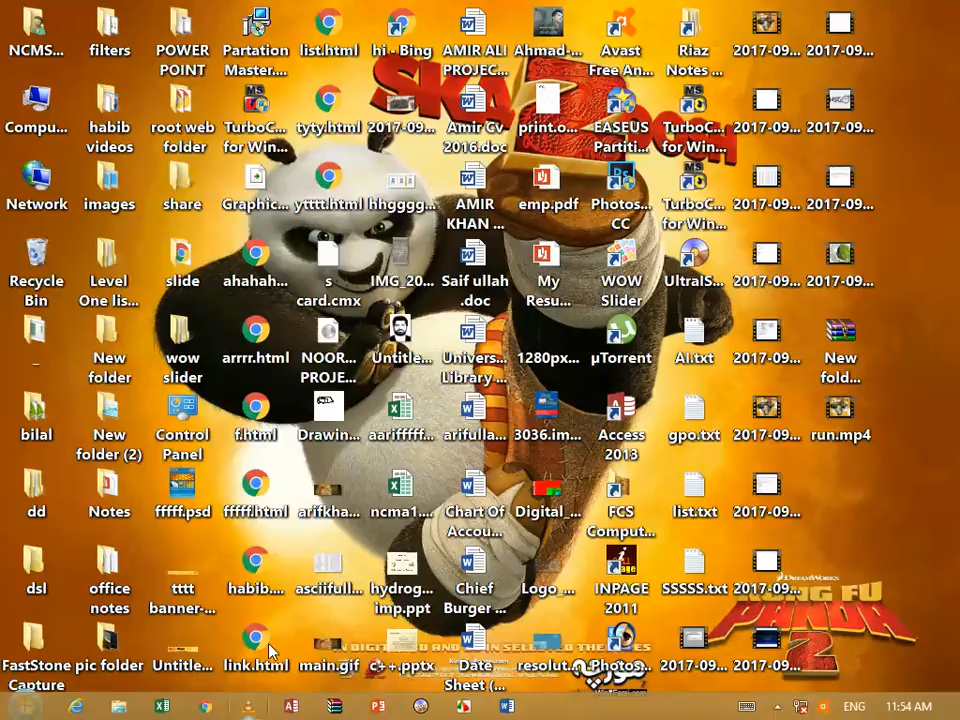 NCMS...
filters
POWER
POINT
Partation
Master....
list.html
hi - Bing
AMIR ALI
PROJEC...
Ahmad-...
Avast
Free An...
Riaz
Notes ...
2017-09...
2017-09...
Compu...
habib
videos
root web
folder
TurboC...
for Win...
tyty.html
2017-09...
Amir Cv
2016.doc
print.o...
EASEUS
Partiti...
TurboC...
for Win...
2017-09...
2017-09...
Network
images
share
Graphic...
ytttt.html
hhgggg...
AMIR
KHAN ...
emp.pdf
Photos...
CC
TurboC...
for Win...
2017-09...
2017-09...
Recycle
Bin
Level
One lis...
slide
ahahah...
s
card.cmx
IMG_20...
Saif ullah
.doc
My
Resu...
WOW
Slider
UltraIS...
2017-09...
2017-09...
_
New
folder
wow
slider
arrrr.html
NOOR...
PROJE...
Untitle...
Univers...
Library ...
1280px...
µTorrent
AI.txt
2017-09...
New
fold...
bilal
New
folder (2)
Control
Panel
f.html
Drawin...
aarifffff...
arifulla...
3036.im...
Access
2013
gpo.txt
2017-09...
run.mp4
dd
Notes
fffff.psd
fffff.html
arifkha...
ncma1....
Chart Of
Accou...
Digital_...
FCS
Comput...
list.txt
2017-09...
dsl
office
notes
tttt
banner-...
habib....
asciifull...
hydrog...
imp.ppt
Chief
Burger ...
Logo_...
INPAGE
2011
SSSSS.txt
2017-09...
FastStone
Capture
pic folder
Untitle...
link.html
main.gif
c++.pptx
Date
Sheet (...
resolut...
Photos...
2017-09...
2017-09...
DREAMWORKS
KUNG FU
PANDA
2
ENG
11:54 AM